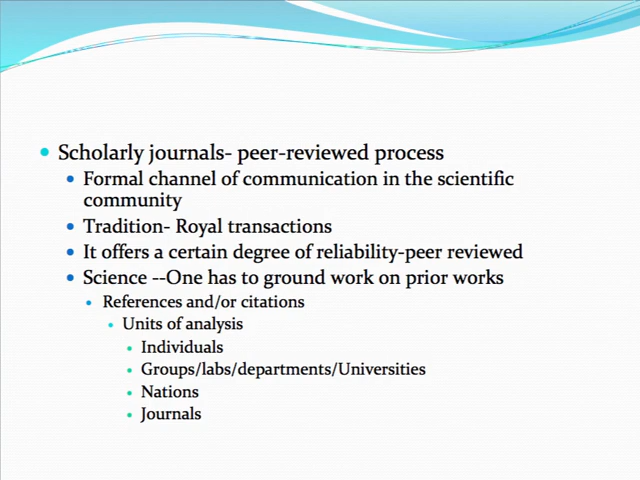 Scholarly journals- peer-reviewed process
Formal channel of communication in the scientific
community
Tradition- Royal transactions
It offers a certain degree of reliability-peer reviewed
Science --One has to ground work on prior works
References and/or citations
Units of analysis
Individuals
Groups/labs/departments/Universities
Nations
Journals